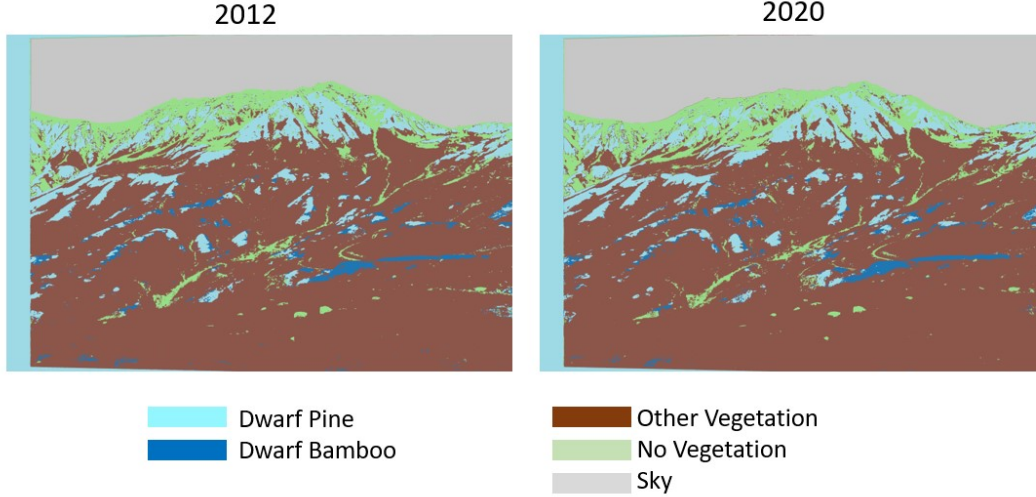 2012
2020
Dwarf Pine
Dwarf Bamboo
Other Vegetation
No Vegetation
Sky